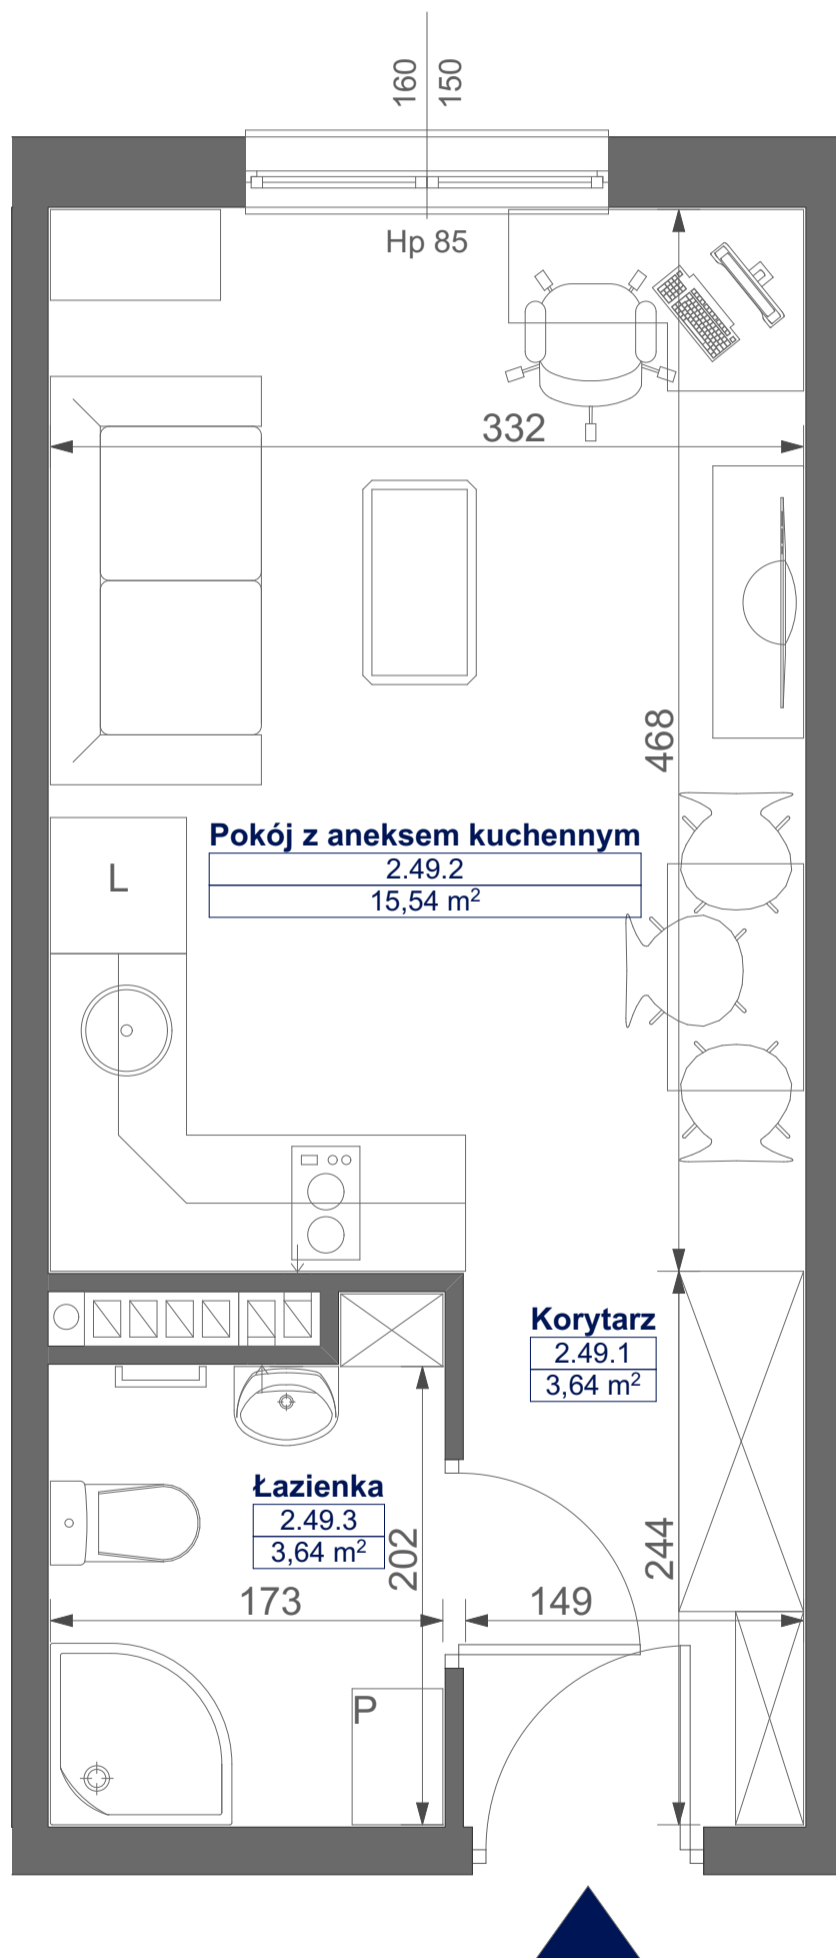 160
150
Hp 85
332
468
Pokój z aneksem kuchennym
2.49.2
15,54 m²
L
Korytarz
2.49.1
3,64 m²
Łazienka
2.49.3
3,64 m²
202
244
173
149
P